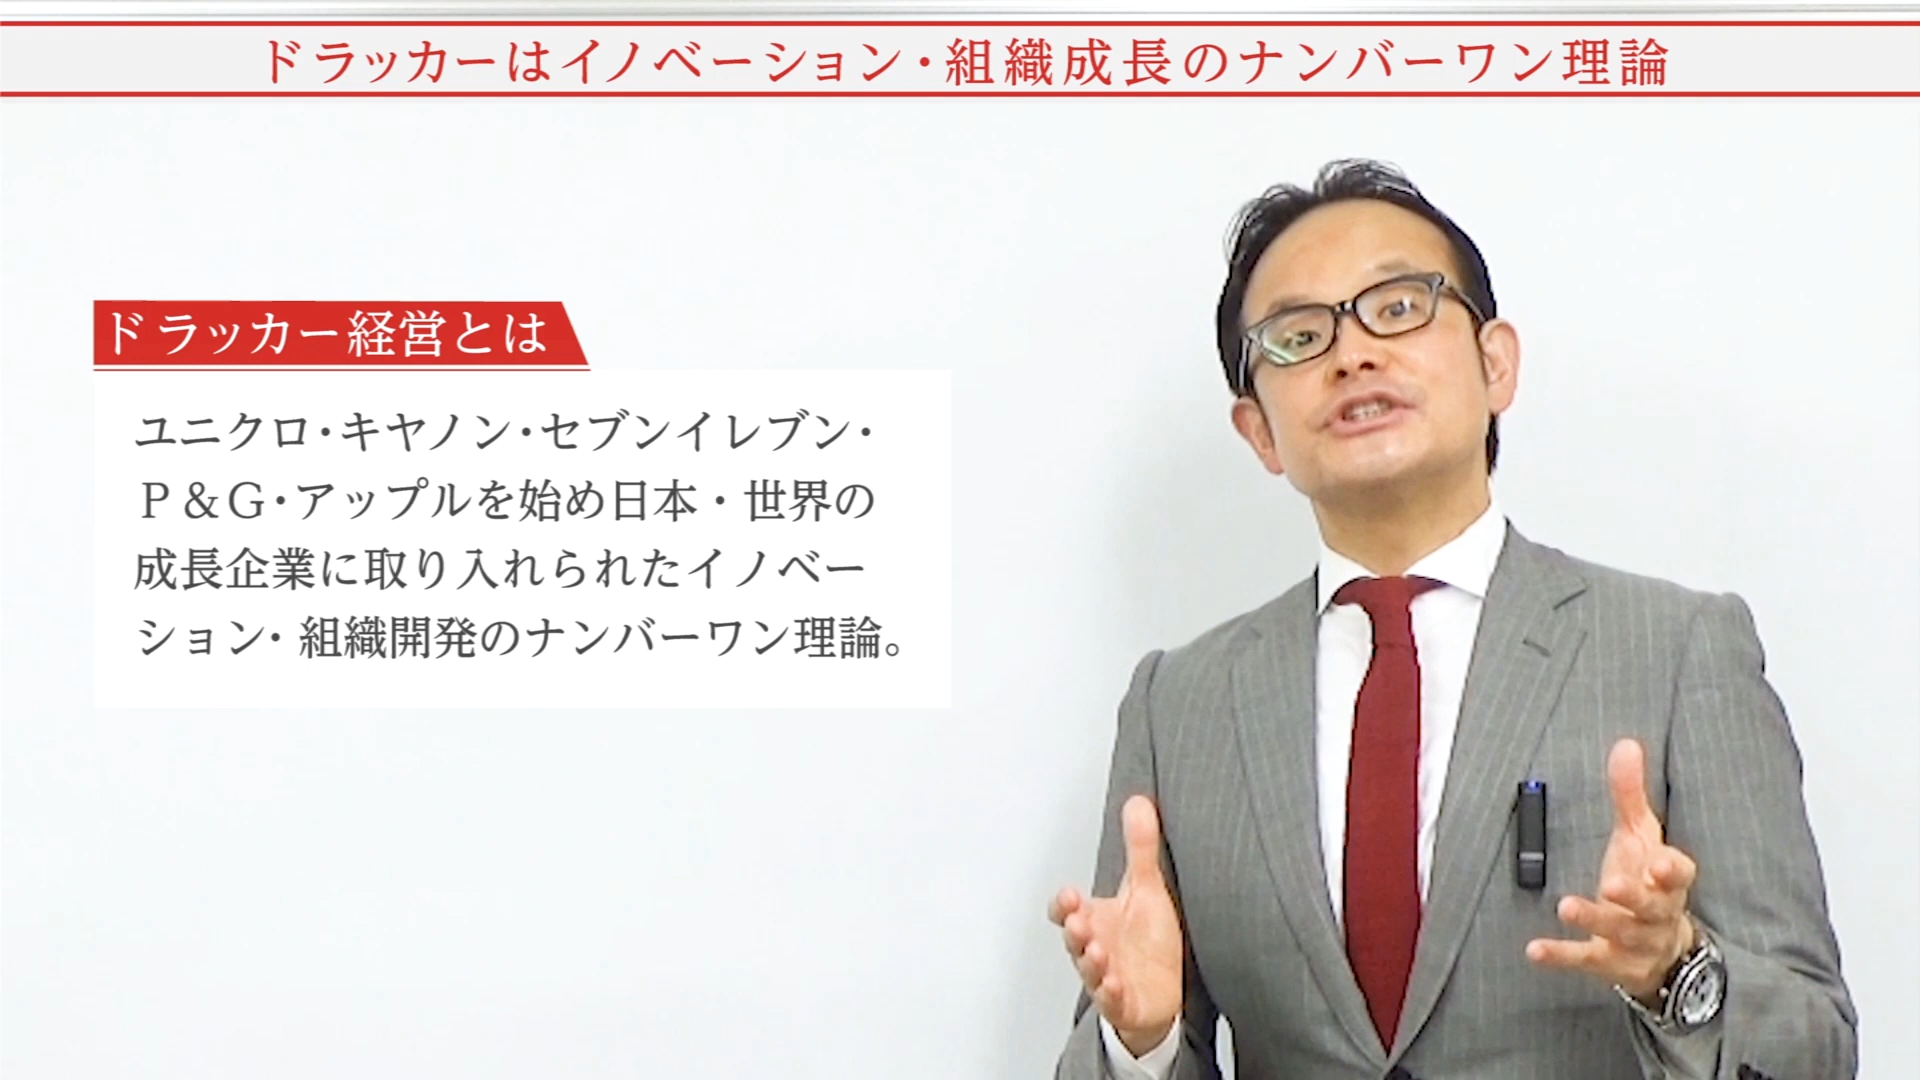 ドラッカーはイノベーション・組織成長のナンバーワン理論
ドラッカー経営とは
ユニクロ・キヤノン・セブンイレブン・
Ｐ＆Ｇ・アップルを始め日本・世界の
成長企業に取り入れられたイノベー
ション・組織開発のナンバーワン理論。